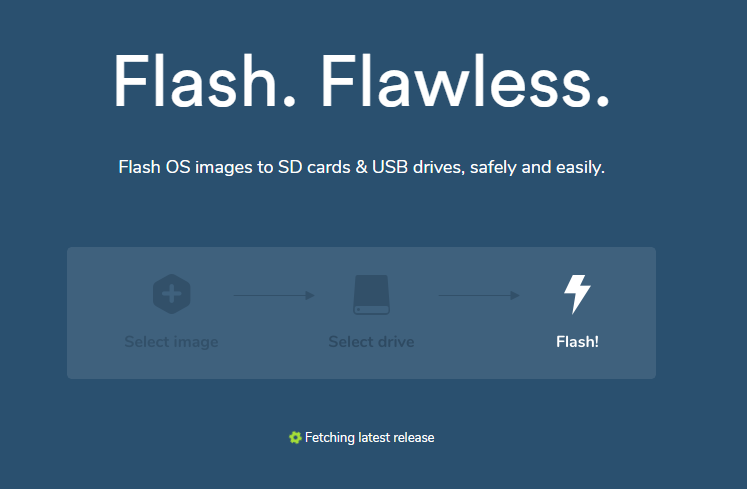 Flash. Flawless.
Flash OS images to SD cards & USB drives, safely and easily.
Select image
Select drive
Flash!
Fetching latest release